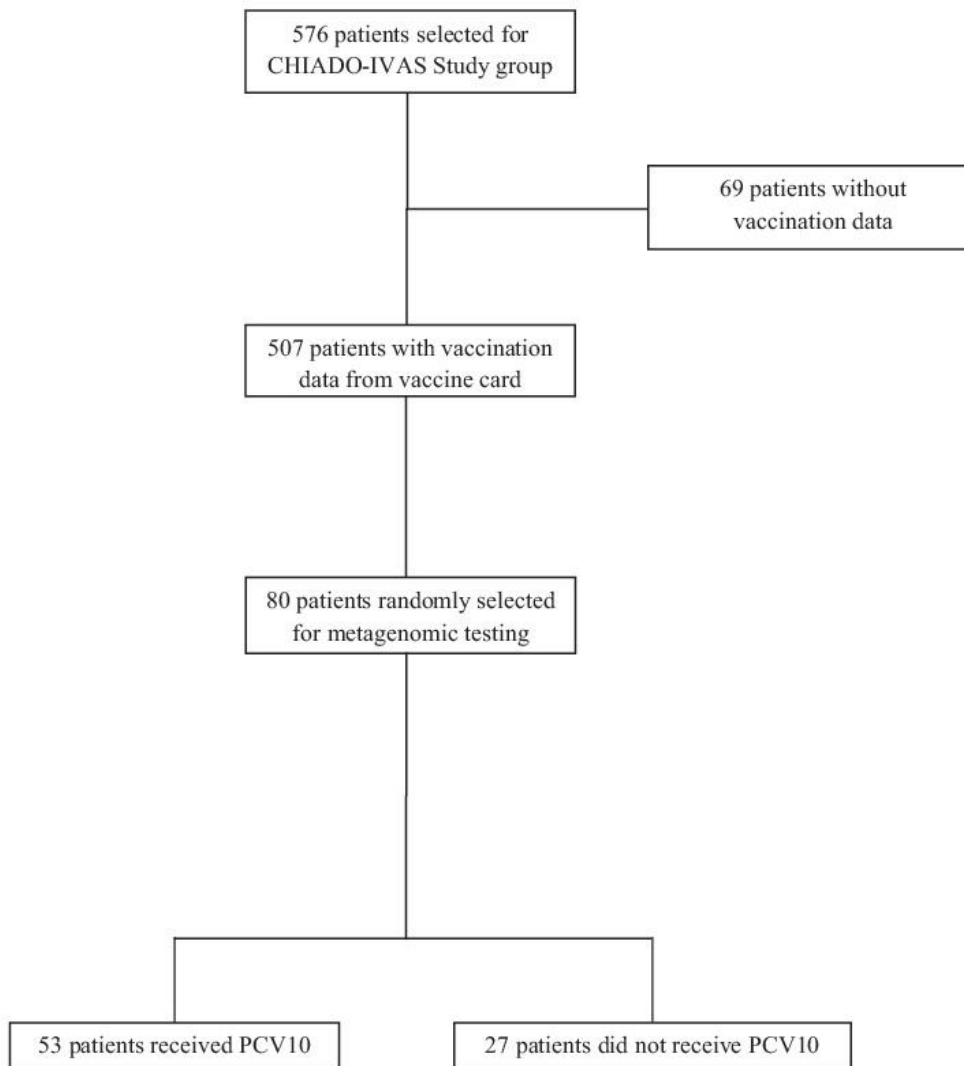 576 patients selected for
CHIADO-IVAS Study group
69 patients without
vaccination data
507 patients with vaccination
data from vaccine card
80 patients randomly selected
for metagenomic testing
53 patients received PCV10
27 patients did not receive PCV10